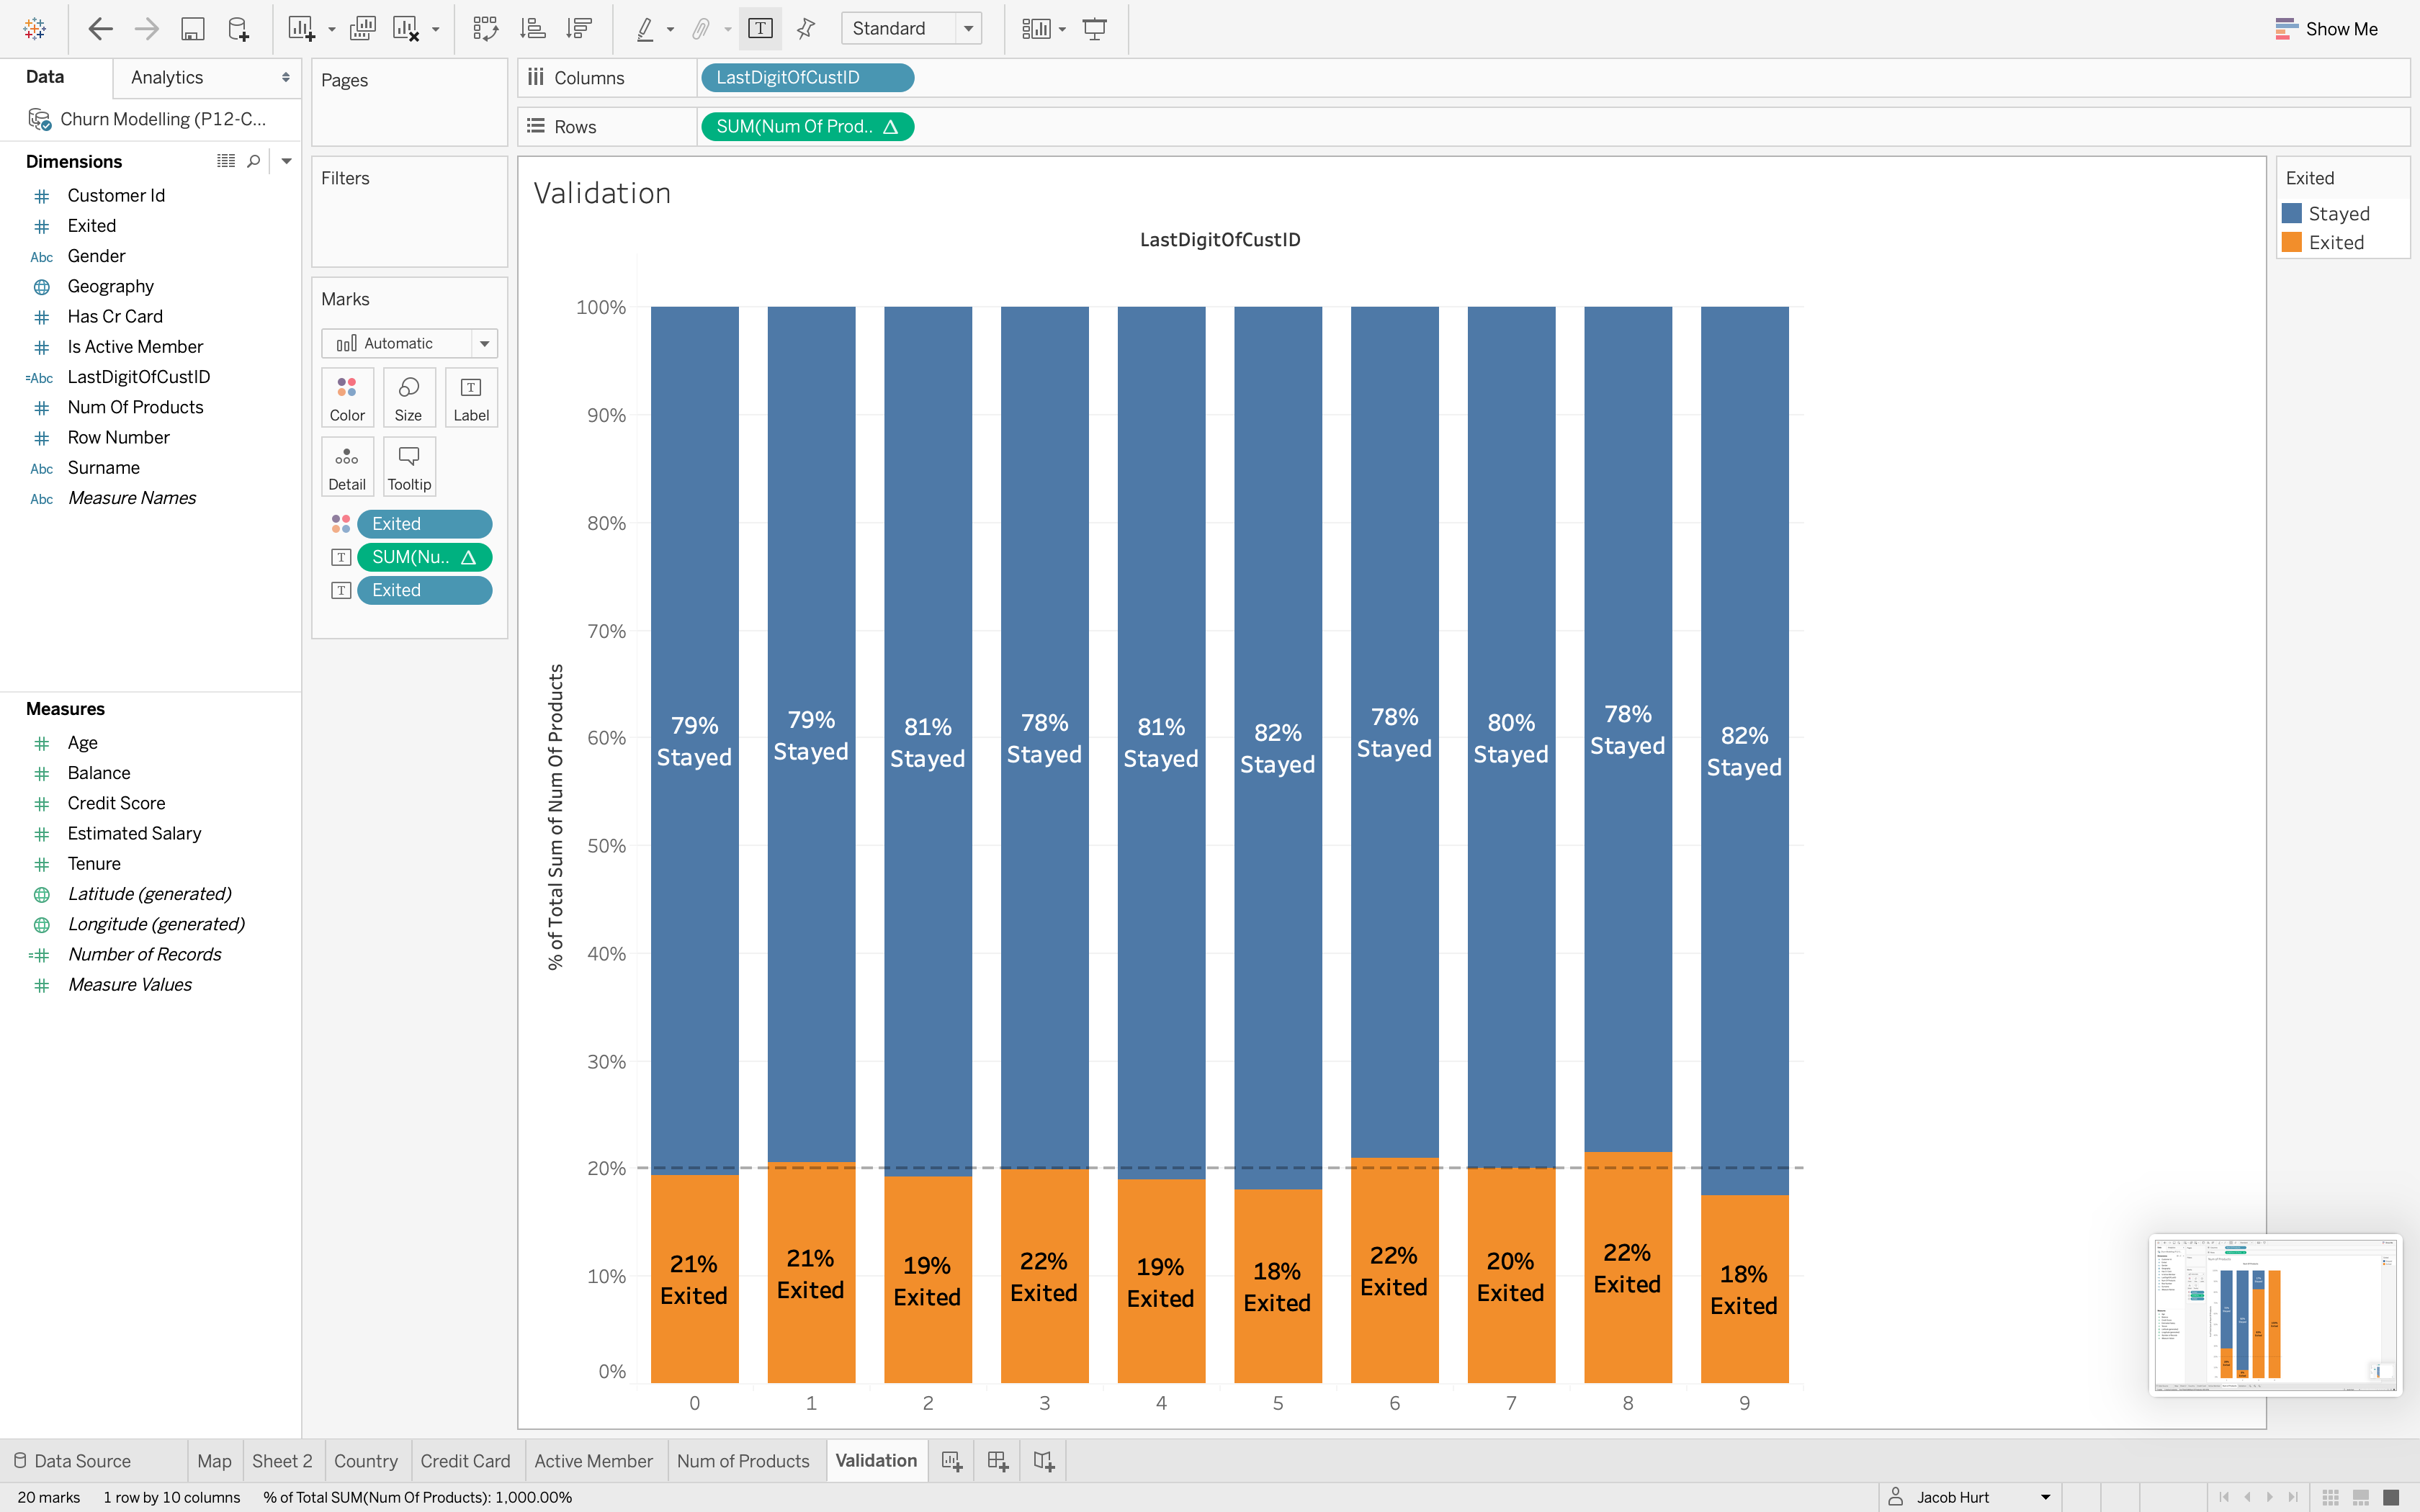 Standard
Show Me
Data
Analytics
Churn Modelling (P12-C...
Dimensions
Customer Id
Exited
Abc Gender
Geography
Has Cr Card
Is Active Member
=Abc LastDigitOfCustID
Num Of Products
Row Number
Abc Surname
Abc Measure Names
Measures
Age
Balance
Credit Score
Estimated Salary
Tenure
Latitude (generated)
Longitude (generated)
Number of Records
Measure Values
Pages
Filters
Marks
Automatic
Color
Size
Label
Detail
Tooltip
Exited
SUM(Nu..
Exited
Columns
LastDigitOfCustID
Rows
SUM(Num Of Prod..
Validation
LastDigitOfCustID
% of Total Sum of Num Of Products
100%
90%
80%
70%
60%
50%
40%
30%
20%
10%
0%
79%
Stayed
79%
Stayed
81%
Stayed
78%
Stayed
81%
Stayed
82%
Stayed
78%
Stayed
80%
Stayed
78%
Stayed
82%
Stayed
21%
Exited
21%
Exited
19%
Exited
22%
Exited
19%
Exited
18%
Exited
22%
Exited
20%
Exited
22%
Exited
18%
Exited
0 1 2 3 4 5 6 7 8 9
Exited
Stayed
Exited
Data Source
Map
Sheet 2
Country
Credit Card
Active Member
Num of Products
Validation
20 marks
1 row by 10 columns
% of Total SUM(Num Of Products): 1,000.00%
Jacob Hurt